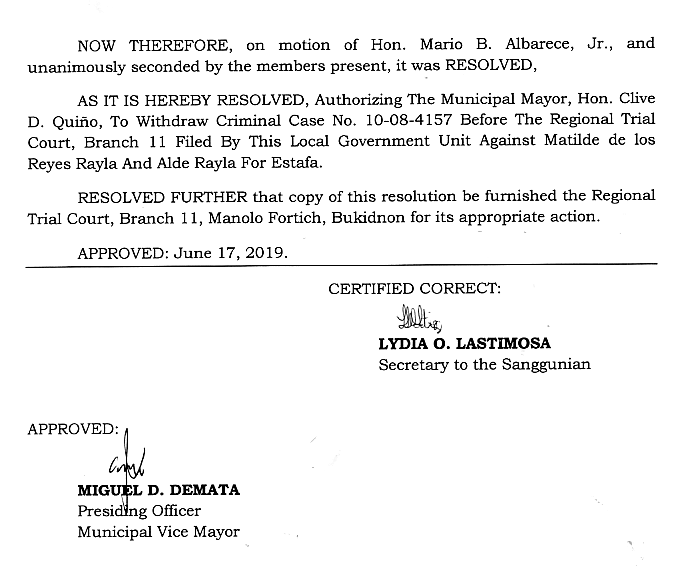 NOW THEREFORE, on motion of Hon. Mario B. Albarece, Jr., and
unanimously seconded by the members present, it was RESOLVED,
AS IT IS HEREBY RESOLVED, Authorizing The Municipal Mayor, Hon. Clive
D. Quiño, To Withdraw Criminal Case No. 10-08-4157 Before The Regional Trial
Court, Branch 11 Filed By This Local Government Unit Against Matilde de los
Reyes Rayla And Alde Rayla For Estafa.
RESOLVED FURTHER that copy of this resolution be furnished the Regional
Trial Court, Branch 11, Manolo Fortich, Bukidnon for its appropriate action.
APPROVED: June 17, 2019.
CERTIFIED CORRECT:
LYDIA O. LASTIMOSA
Secretary to the Sanggunian
APPROVED:
MIGUEL D. DEMATA
Presiding Officer
Municipal Vice Mayor